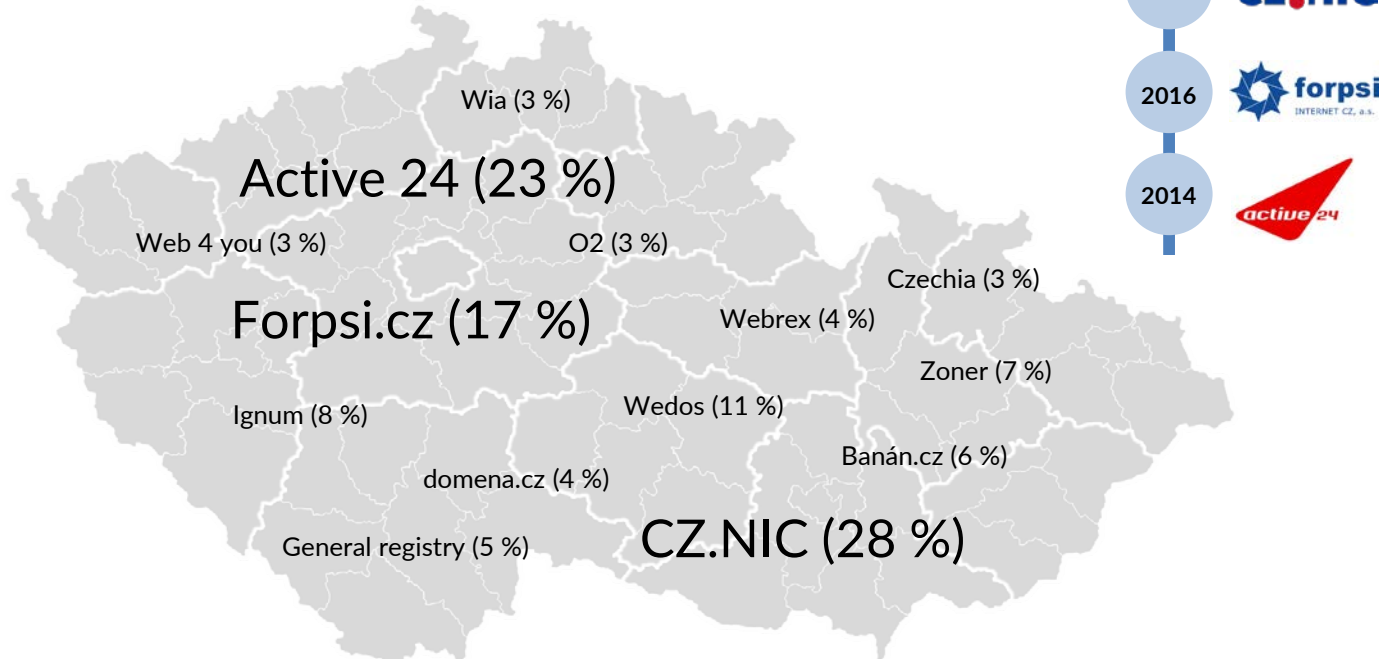 2016
forpsi
INTERNET CZ, a.s.
2014
active 24
Wia (3 %)
Active 24 (23 %)
Web 4 you (3 %)
O2 (3 %)
Czechia (3 %)
Forpsi.cz (17 %)
Webrex (4 %)
Zoner (7 %)
Wedos (11 %)
Ignum (8 %)
Banán.cz (6 %)
domena.cz (4 %)
CZ.NIC (28 %)
General registry (5 %)